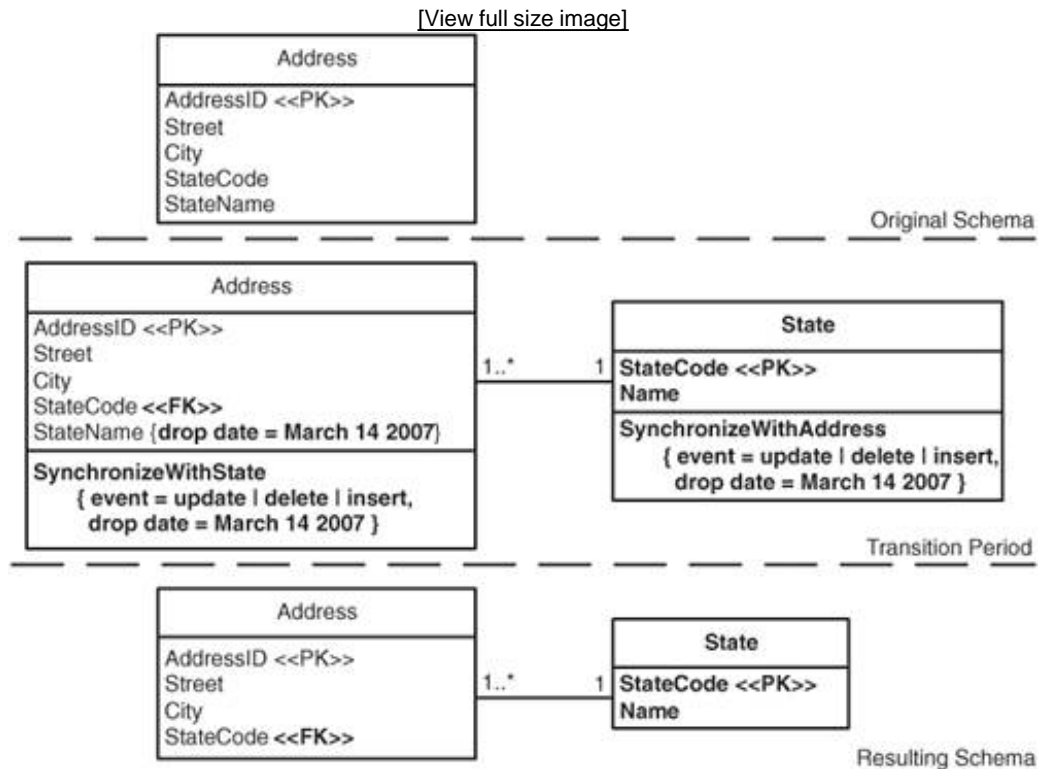 [View full size image]
Address
AddressID <<PK>>
Street
City
StateCode
StateName
Original Schema
Address
AddressID <<PK>>
Street
City
StateCode <<FK>>
StateName {drop date = March 14 2007}
SynchronizeWithState
{ event = update | delete | insert,
drop date = March 14 2007 }
1..* 1
State
StateCode <<PK>>
Name
SynchronizeWithAddress
{ event = update | delete | insert,
drop date = March 14 2007 }
Transition Period
Address
AddressID <<PK>>
Street
City
StateCode <<FK>>
1..* 1
State
StateCode <<PK>>
Name
Resulting Schema